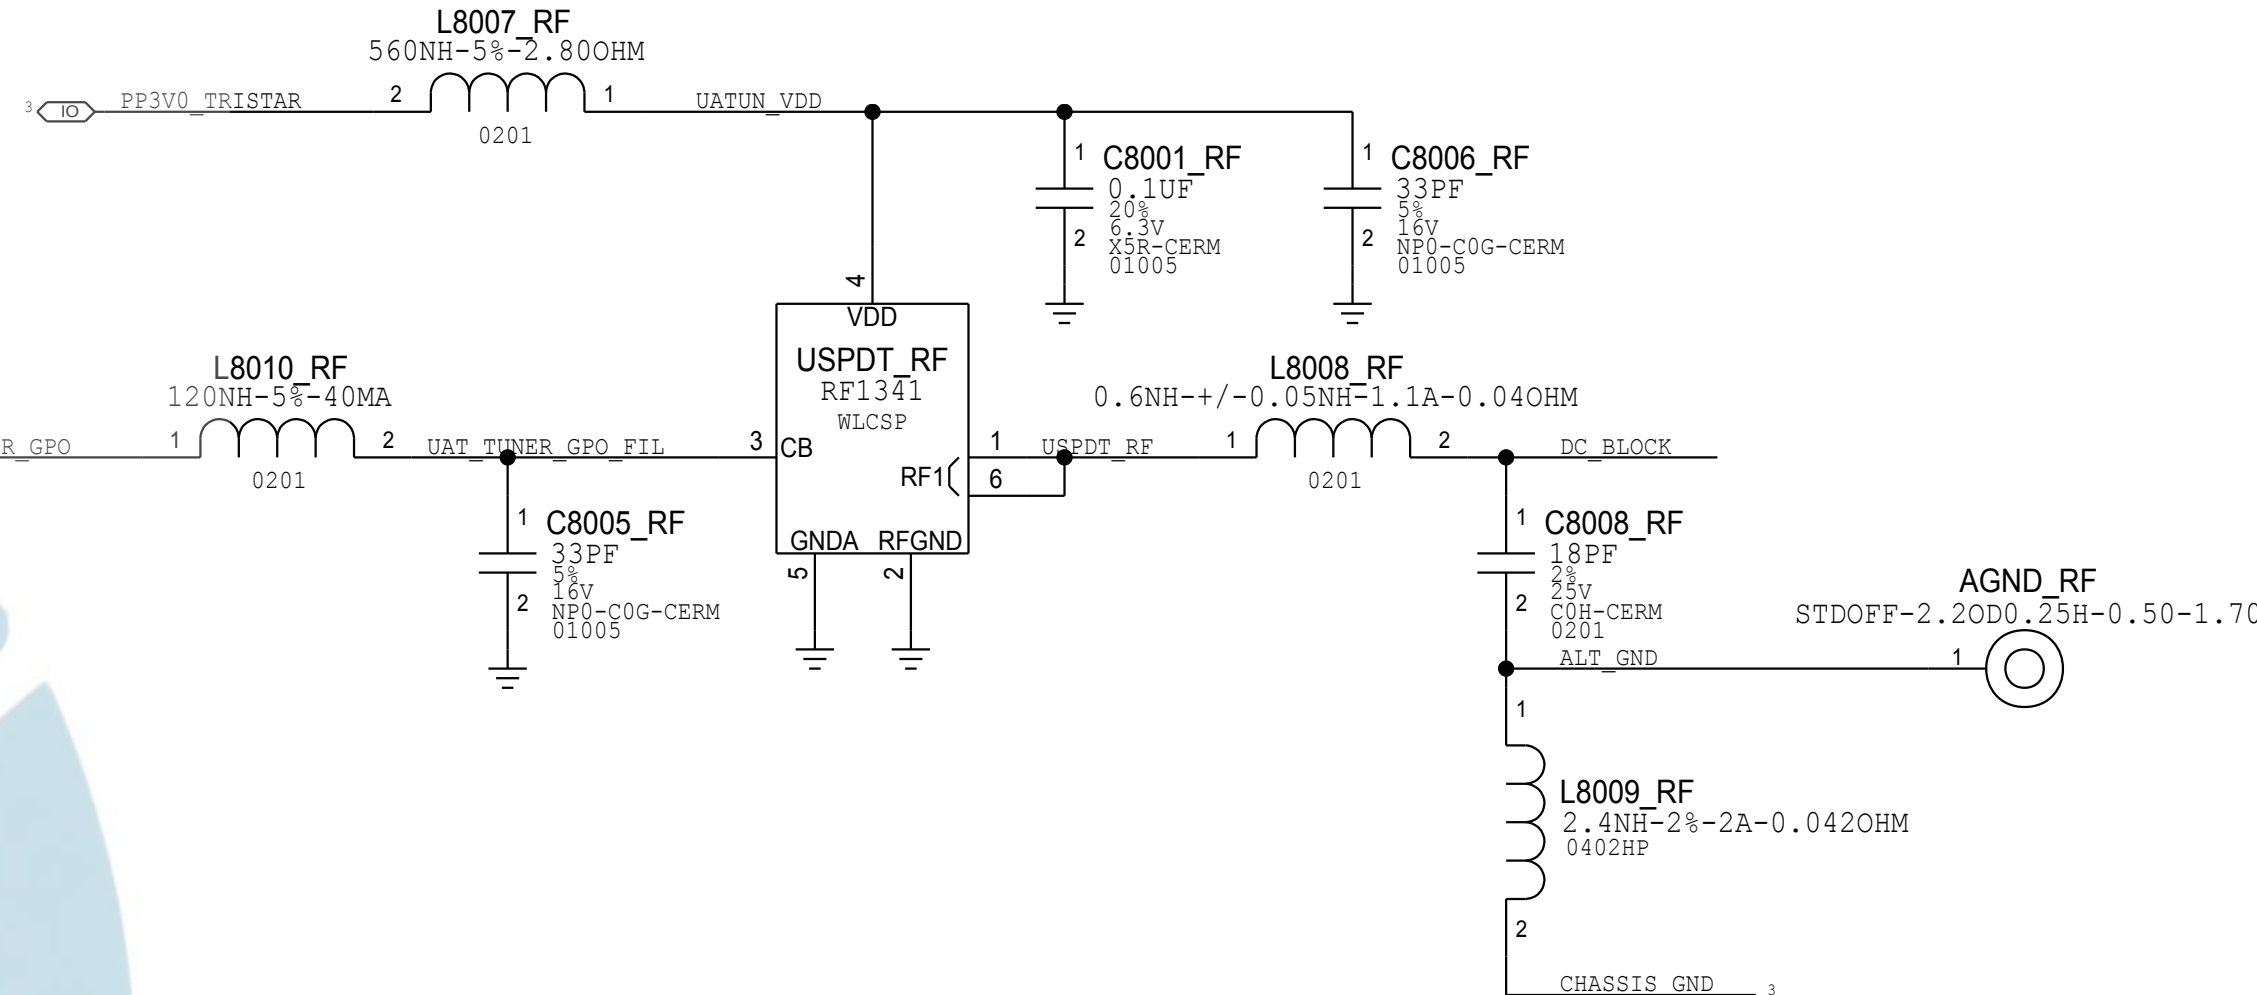 L8007_RF
560NH-5%-2.80OHM
3 IO PP3V0_TRISTAR 2 1 UATUN_VDD
0201
1 C8001_RF
0.1UF
20%
6.3V
2 X5R-CERM
01005
1 C8006_RF
33PF
5%
16V
2 NP0-C0G-CERM
01005
4
VDD
USPDT_RF
RF1341
WLCSP
L8010_RF
120NH-5%-40MA
R_GPO 1 2 UAT_TUNER_GPO_FIL 3 CB
0201
1 C8005_RF
33PF
5%
16V
2 NP0-C0G-CERM
01005
GNDA RFGND
5 2
L8008_RF
0.6NH-+/-0.05NH-1.1A-0.04OHM
1 USPDT_RF 1 2 DC_BLOCK
RF1 6
0201
1 C8008_RF
18PF
2%
25V
2 C0H-CERM
0201
AGND_RF
STDOFF-2.2OD0.25H-0.50-1.70
ALT_GND 1
1
L8009_RF
2.4NH-2%-2A-0.042OHM
0402HP
2
CHASSIS_GND 3